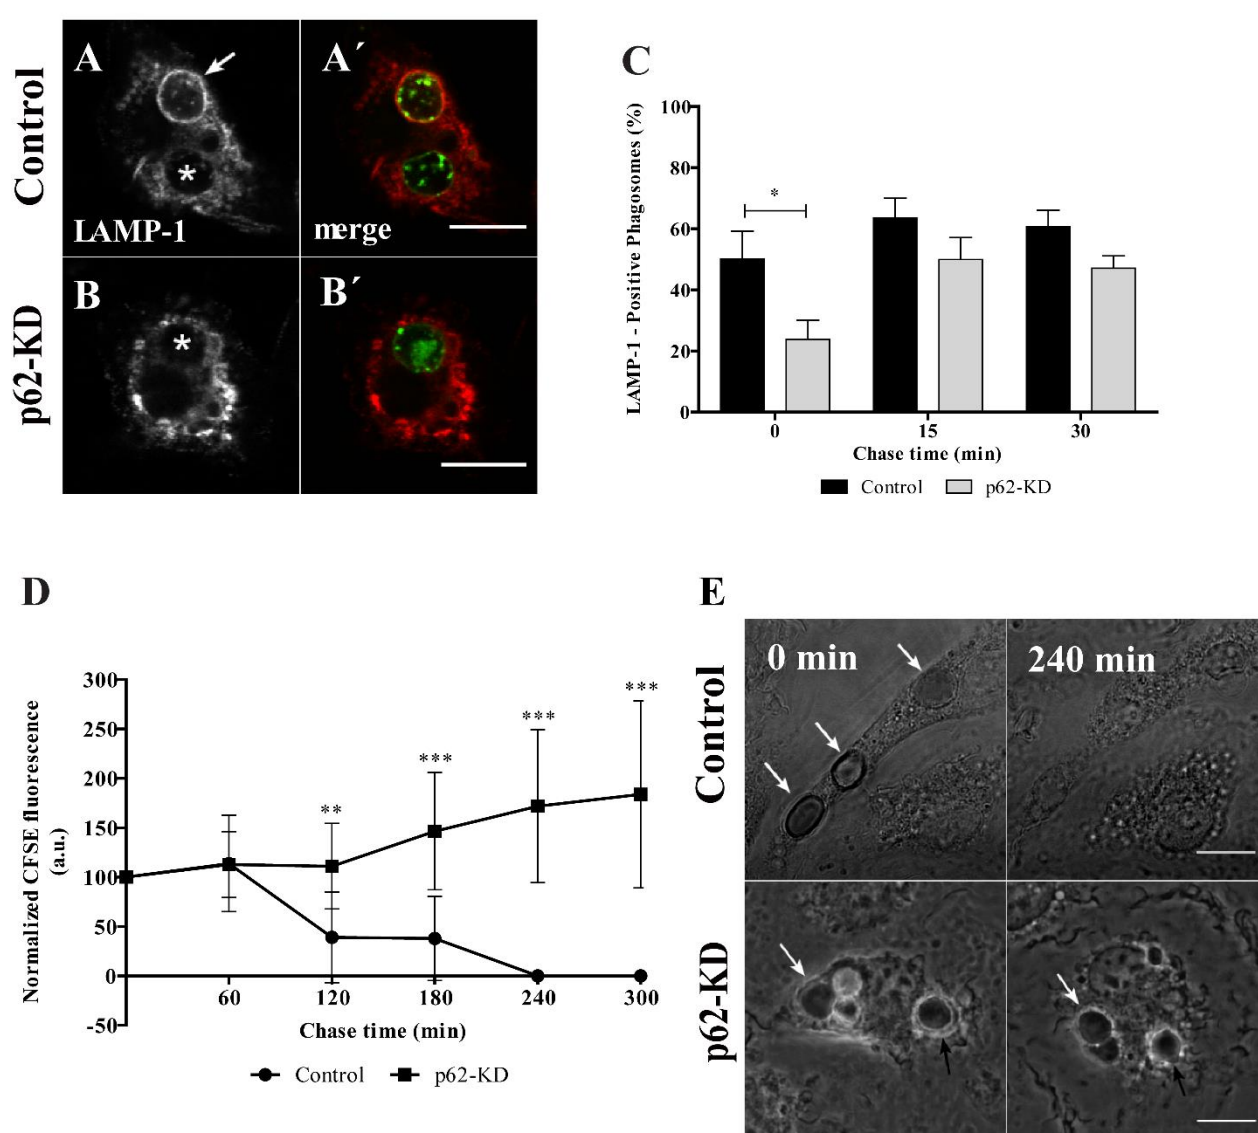 Control
A
*
LAMP-1
A´
merge
p62-KD
B
*
B´
C
LAMP-1 - Positive Phagosomes (%)
100
80
60
40
20
0
*
0 15 30
Chase time (min)
Control p62-KD
D
Normalized CFSE fluorescence
(a.u.)
300
250
200
150
100
50
0
-50
** *** *** ***
60 120 180 240 300
Chase time (min)
Control p62-KD
E
Control
0 min
240 min
p62-KD